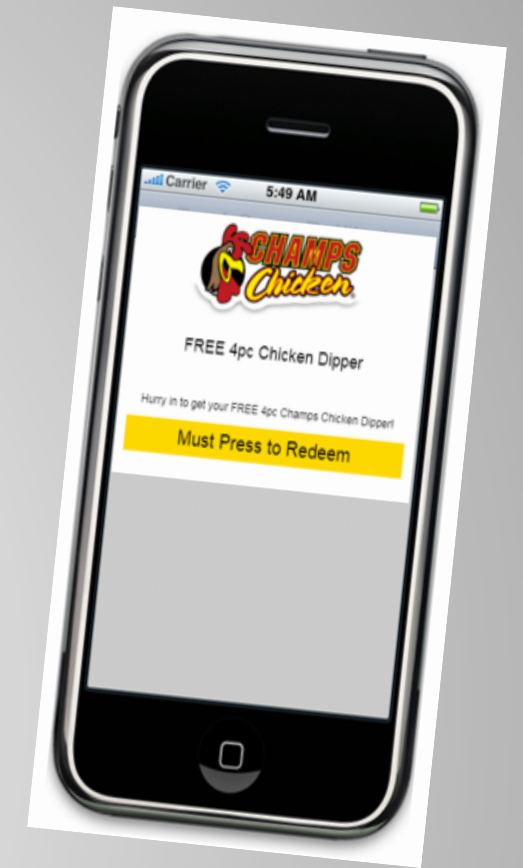 Carrier 5:49 AM
CHAMPS
Chicken
FREE 4pc Chicken Dipper
Hurry in to get your FREE 4pc Champs Chicken Dipper!
Must Press to Redeem